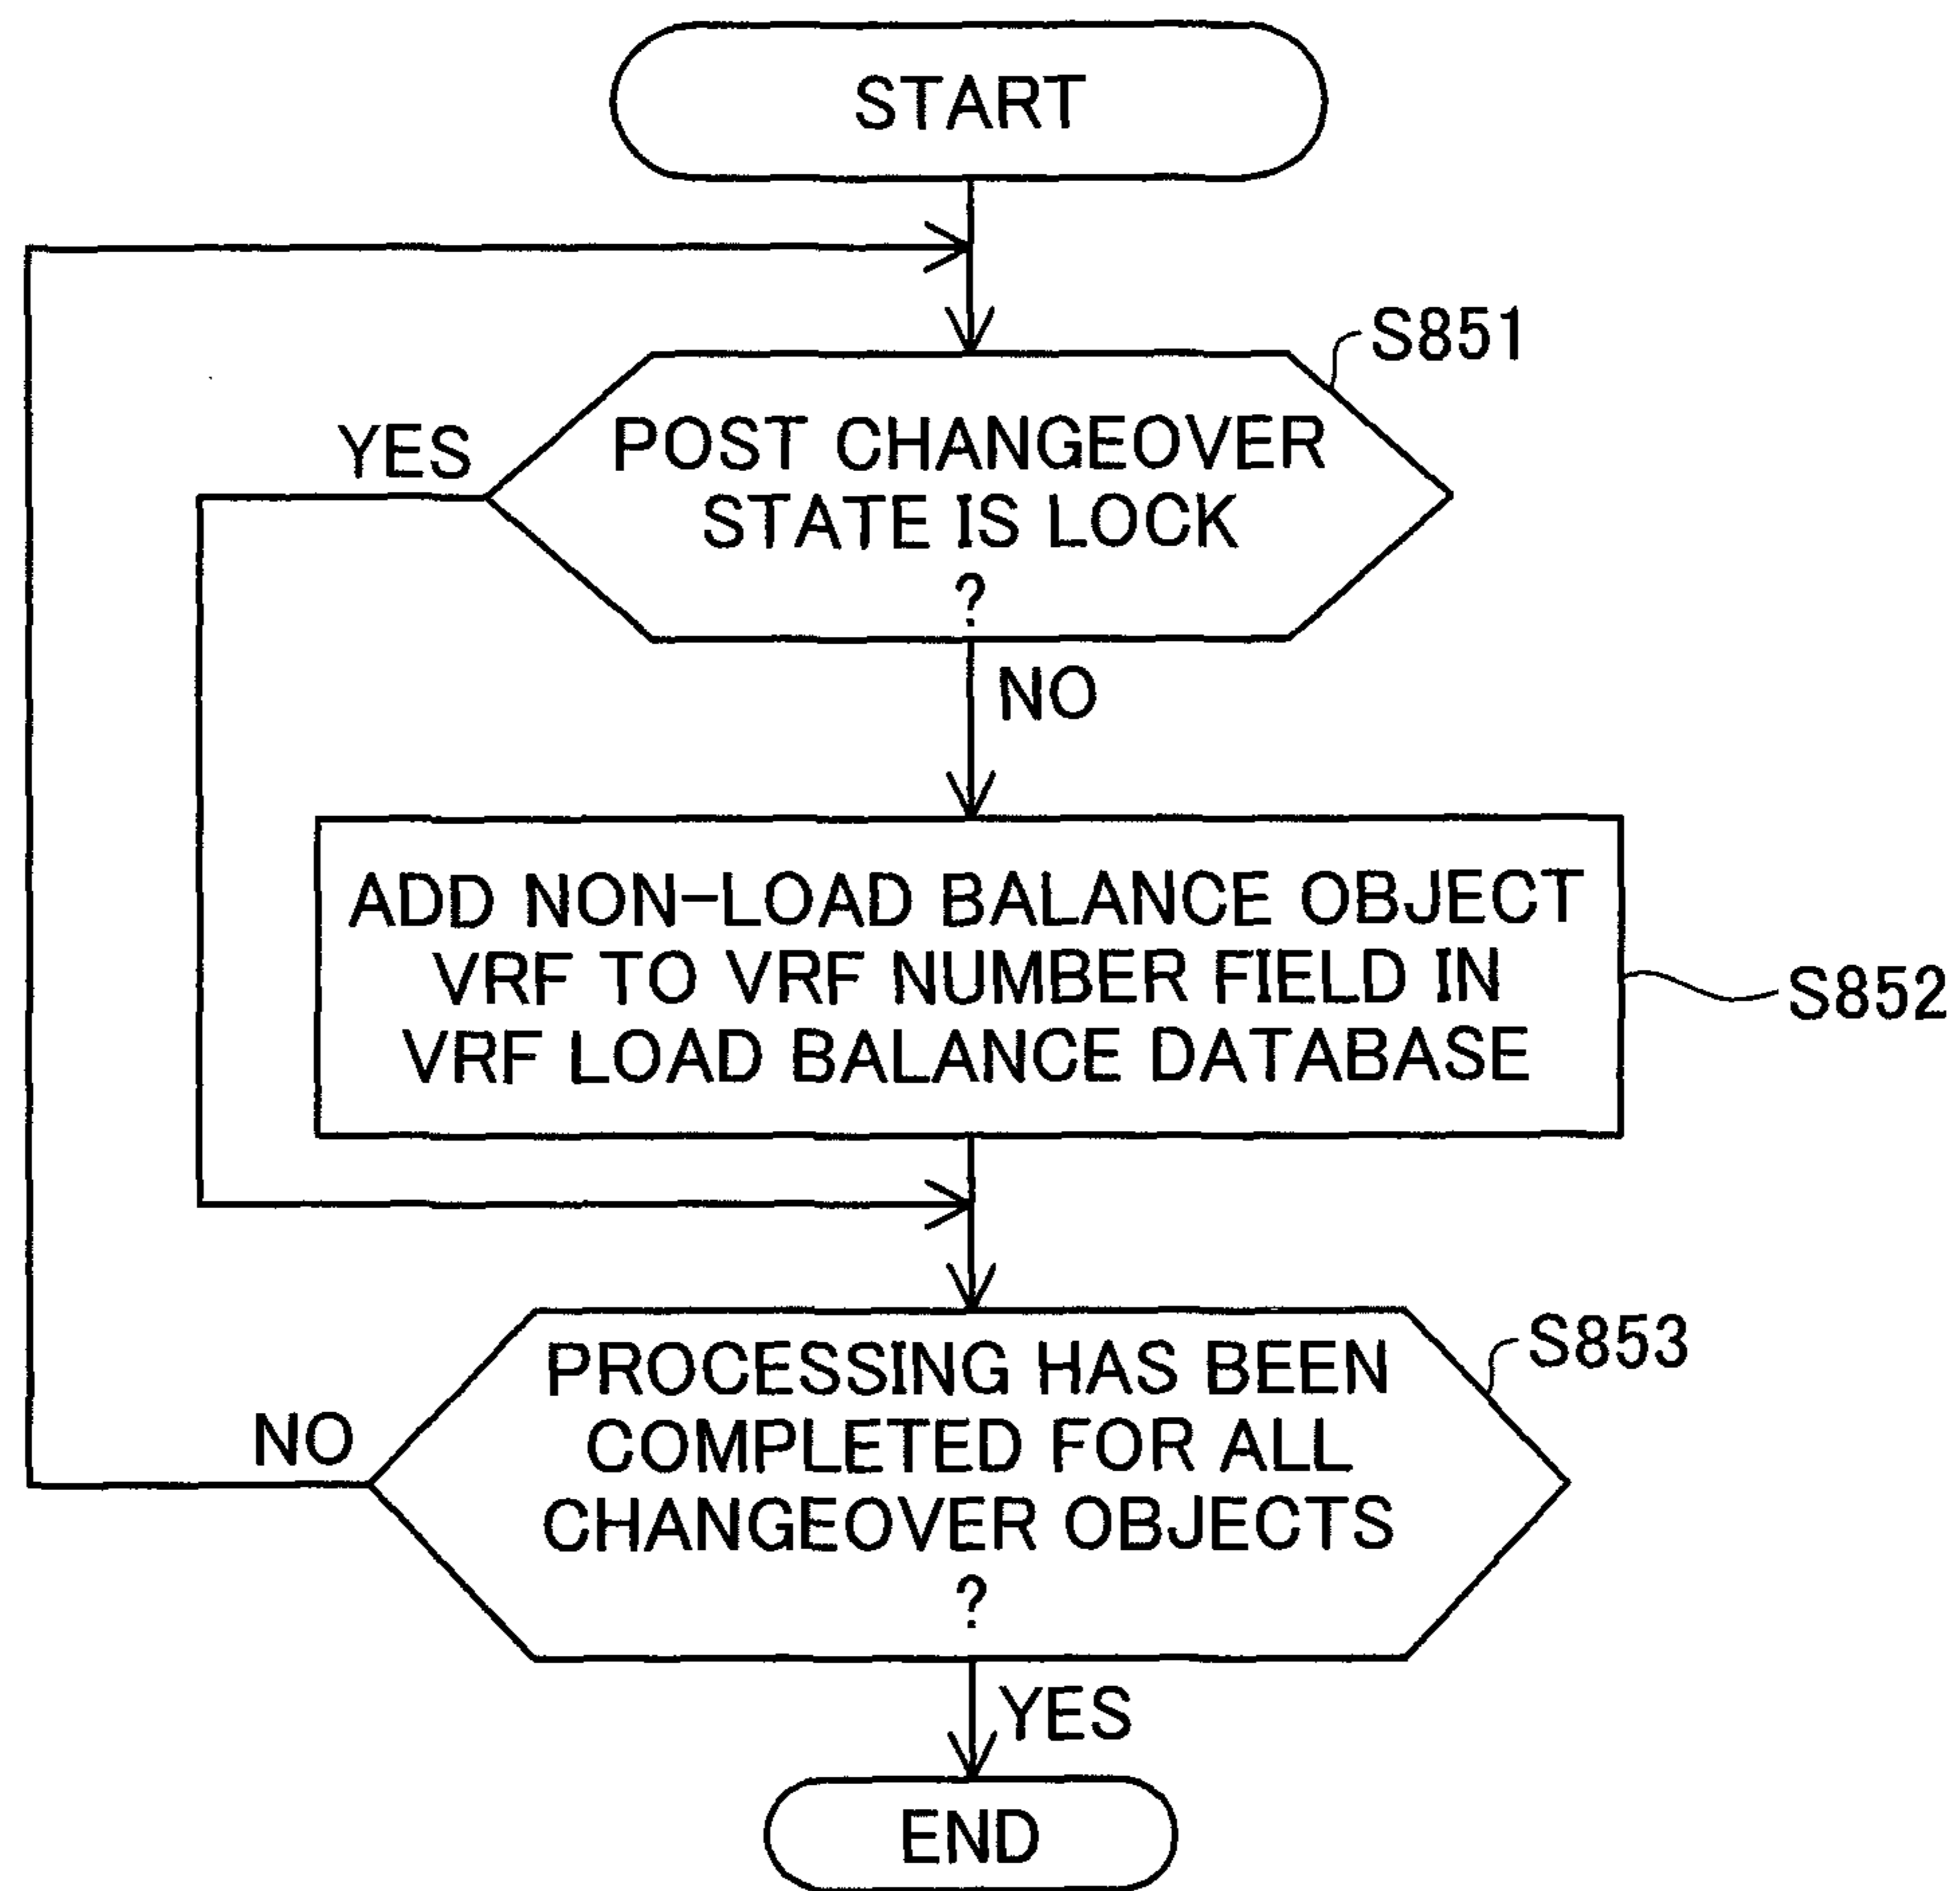 START
S851
YES
POST CHANGEOVER
STATE IS LOCK
?
NO
ADD NON-LOAD BALANCE OBJECT
VRF TO VRF NUMBER FIELD IN
VRF LOAD BALANCE DATABASE
S852
S853
PROCESSING HAS BEEN
COMPLETED FOR ALL
CHANGEOVER OBJECTS
?
NO
YES
END